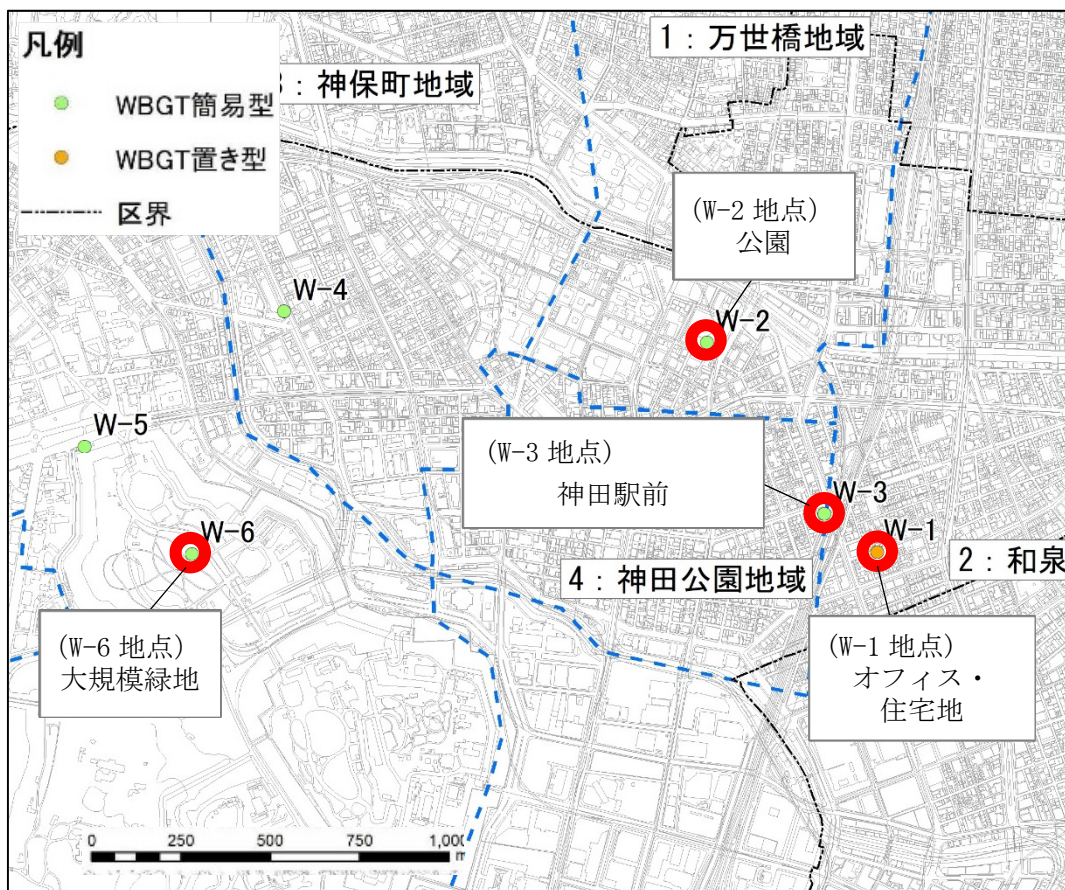 凡例
WBGT簡易型
WBGT置き型
区界
3：神保町地域
1：万世橋地域
(W-2 地点)
公園
W-4
W-2
W-5
(W-3 地点)
神田駅前
W-3
W-6
W-1
2：和泉
4：神田公園地域
(W-6 地点)
大規模緑地
(W-1 地点)
オフィス・
住宅地
0 250 500 750 1,000
m